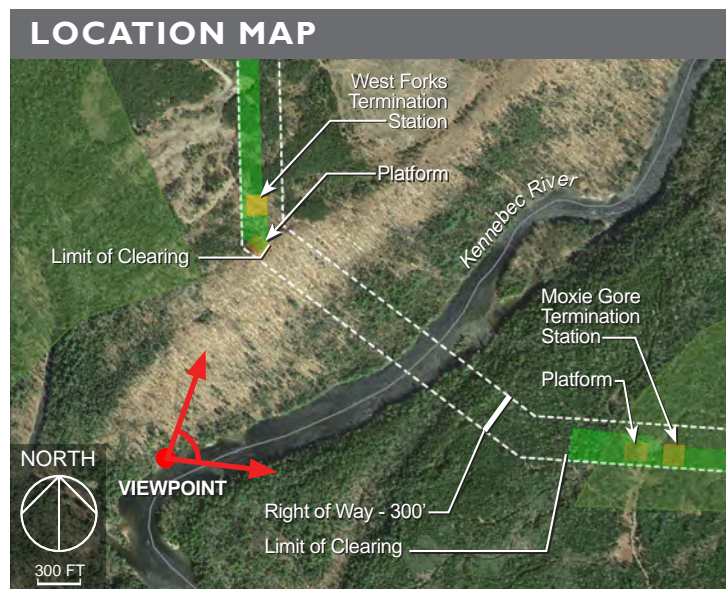 LOCATION MAP
West Forks
Termination
Station
Platform
Kennebec River
Limit of Clearing
Moxie Gore
Termination
Station
Platform
NORTH
VIEWPOINT
Right of Way - 300'
Limit of Clearing
300 FT